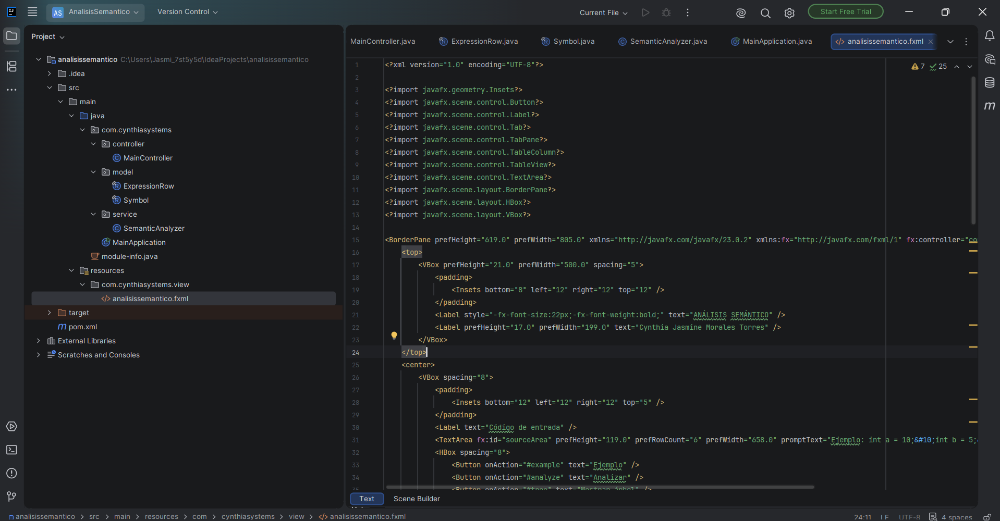 AS AnalisisSemantico Version Control Current File Start Free Trial
Project
analisissemantico C:\Users\Jasmi_7st5y5d\IdeaProjects\analisissemantico
.idea
src
main
java
com.cynthiasystems
controller
MainController
model
ExpressionRow
Symbol
service
SemanticAnalyzer
MainApplication
module-info.java
resources
com.cynthiasystems.view
analisissemantico.fxml
target
pom.xml
External Libraries
Scratches and Consoles
MainController.java ExpressionRow.java Symbol.java SemanticAnalyzer.java MainApplication.java analisissemantico.fxml
7 25
1 <?xml version="1.0" encoding="UTF-8"?>
2
3 <?import javafx.geometry.Insets?>
4 <?import javafx.scene.control.Button?>
5 <?import javafx.scene.control.Label?>
6 <?import javafx.scene.control.Tab?>
7 <?import javafx.scene.control.TabPane?>
8 <?import javafx.scene.control.TableColumn?>
9 <?import javafx.scene.control.TableView?>
10 <?import javafx.scene.control.TextArea?>
11 <?import javafx.scene.layout.BorderPane?>
12 <?import javafx.scene.layout.HBox?>
13 <?import javafx.scene.layout.VBox?>
14
15 <BorderPane prefHeight="619.0" prefWidth="805.0" xmlns="http://javafx.com/javafx/23.0.2" xmlns:fx="http://javafx.com/fxml/1" fx:controller="co
16 <top>
17 <VBox prefHeight="21.0" prefWidth="500.0" spacing="5">
18 <padding>
19 <Insets bottom="8" left="12" right="12" top="12" />
20 </padding>
21 <Label style="-fx-font-size:22px;-fx-font-weight:bold;" text="ANÁLISIS SEMÁNTICO" />
22 <Label prefHeight="17.0" prefWidth="199.0" text="Cynthia Jasmine Morales Torres" />
23 </VBox>
24 </top>
25 <center>
26 <VBox spacing="8">
27 <padding>
28 <Insets bottom="12" left="12" right="12" top="5" />
29 </padding>
30 <Label text="Código de entrada" />
31 <TextArea fx:id="sourceArea" prefHeight="119.0" prefRowCount="6" prefWidth="658.0" promptText="Ejemplo: int a = 10;&#10;int b = 5;
32 <HBox spacing="8">
33 <Button onAction="#example" text="Ejemplo" />
34 <Button onAction="#analyze" text="Analizar" />
35 <Button onAction="#tree" text="Mostrar árbol" />
Text Scene Builder
analisissemantico > src > main > resources > com > cynthiasystems > view > analisissemantico.fxml
24:11 LF UTF-8 4 spaces